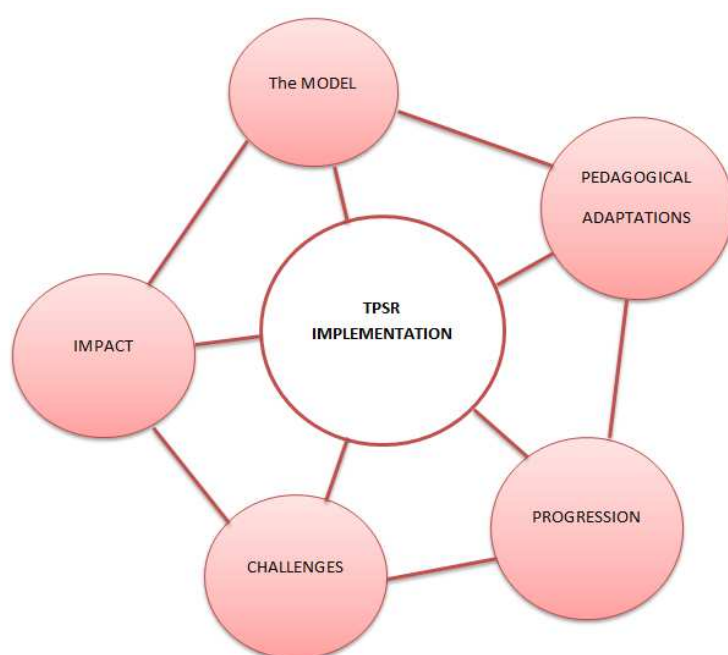 The MODEL
PEDAGOGICAL
ADAPTATIONS
TPSR
IMPLEMENTATION
IMPACT
PROGRESSION
CHALLENGES